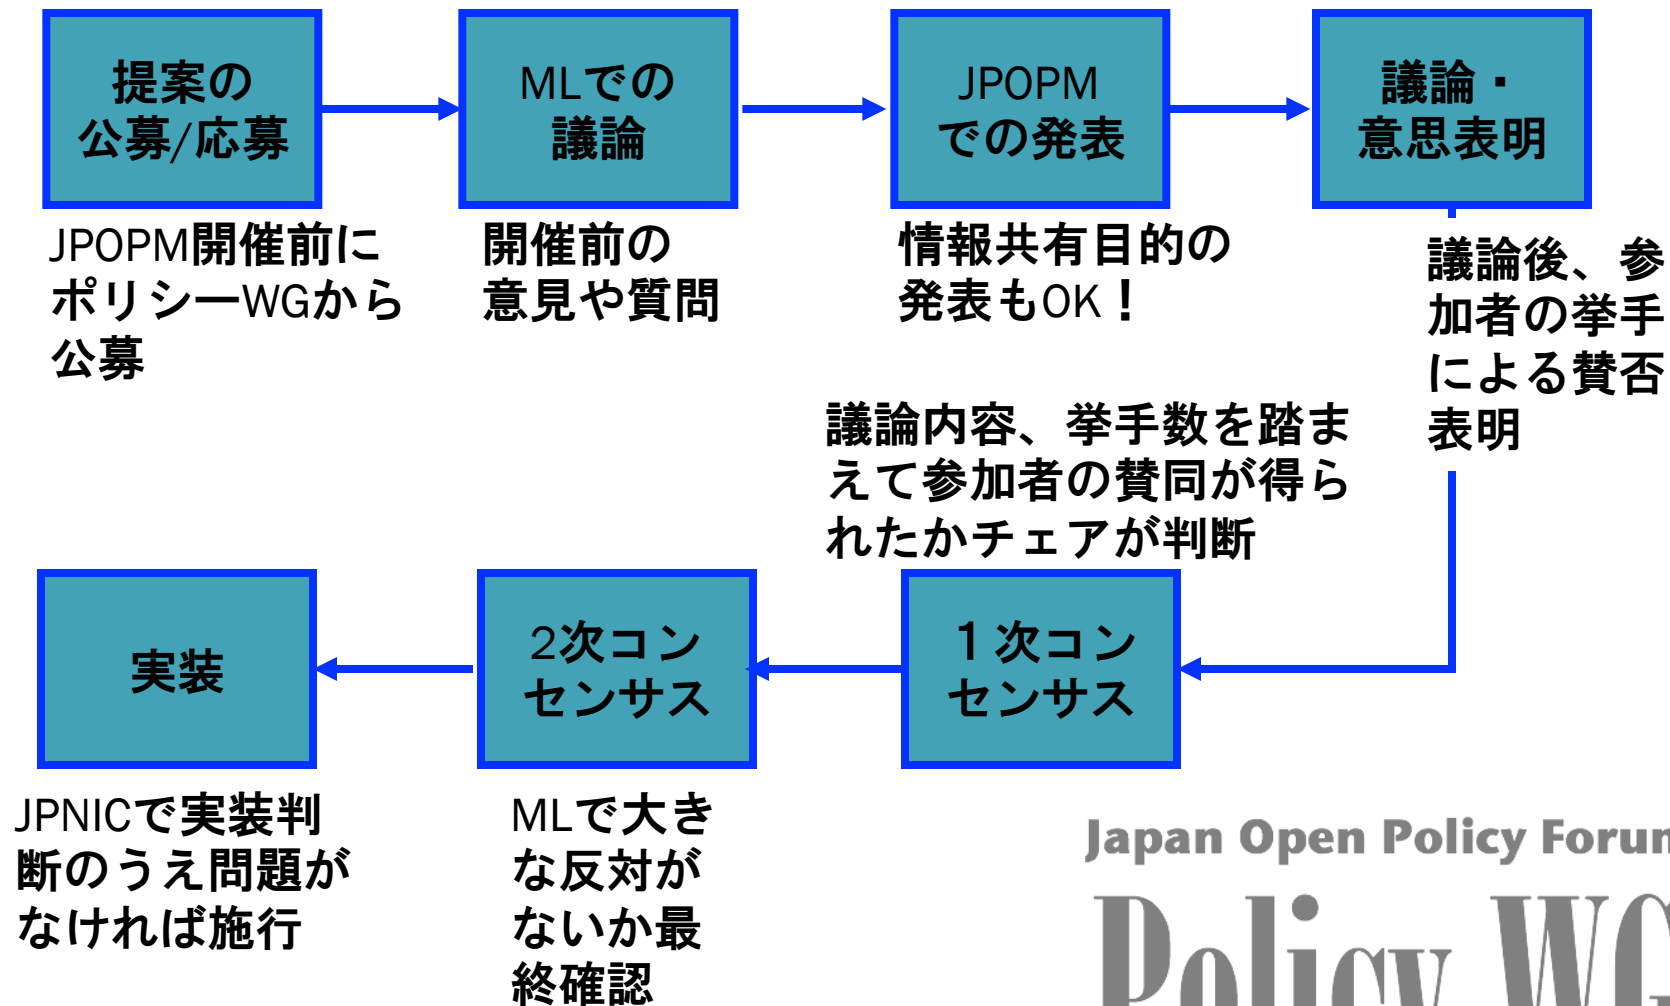 提案の
公募/応募
MLでの
議論
JPOPM
での発表
議論・
意思表明
JPOPM開催前に
ポリシーWGから
公募
開催前の
意見や質問
情報共有目的の
発表もOK！
議論後、参
加者の挙手
による賛否
表明
議論内容、挙手数を踏ま
えて参加者の賛同が得ら
れたかチェアが判断
実装
2次コン
センサス
１次コン
センサス
JPNICで実装判
断のうえ問題が
なければ施行
MLで大き
な反対が
ないか最
終確認
Japan Open Policy Forum
Policy WG